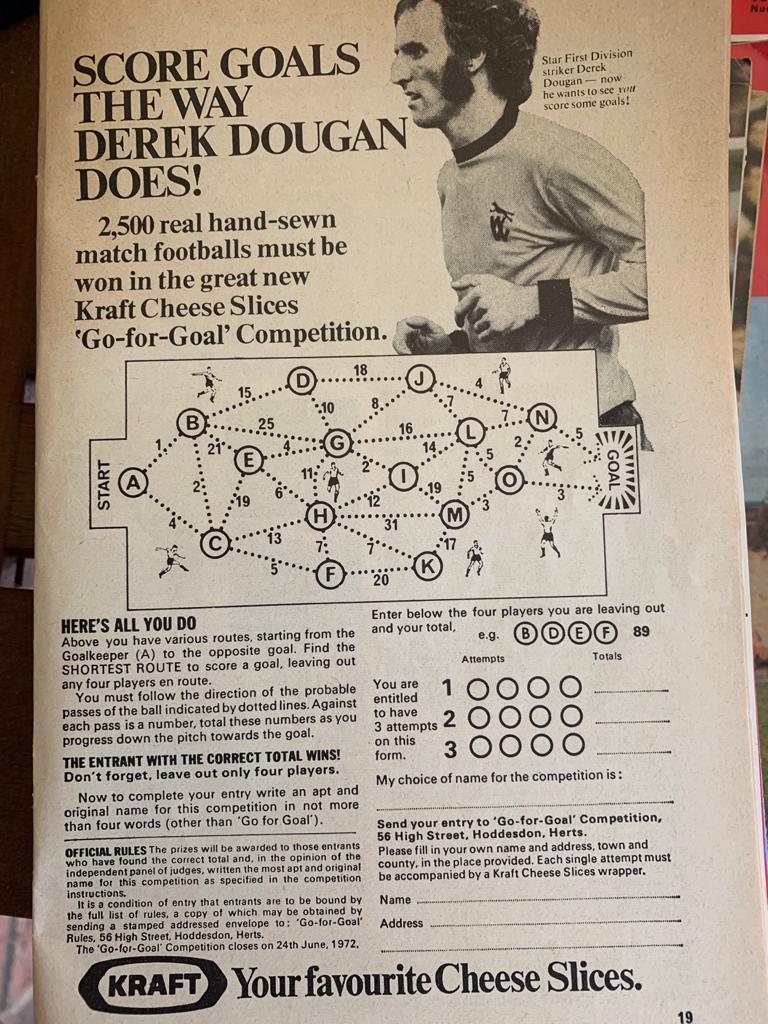 SCORE GOALS
THE WAY
DEREK DOUGAN
DOES!
Star First Division
striker Derek
Dougan — now
he wants to see you
score some goals!
2,500 real hand-sewn
match footballs must be
won in the great new
Kraft Cheese Slices
‘Go-for-Goal’ Competition.
D 18 J
15 4
B 10 8 7 7 N
25 16 5
1 21 4 G 14 L 2
START A E 2 I 5 O GOAL
2 11 5
6 12 19 3
4 19 H 31 M 3
C 13
7 7 17
5 F 20 K
HERE'S ALL YOU DO
Above you have various routes, starting from the
Goalkeeper (A) to the opposite goal. Find the
SHORTEST ROUTE to score a goal, leaving out
any four players en route.
You must follow the direction of the probable
passes of the ball indicated by dotted lines. Against
each pass is a number, total these numbers as you
progress down the pitch towards the goal.
THE ENTRANT WITH THE CORRECT TOTAL WINS!
Don't forget, leave out only four players.
Now to complete your entry write an apt and
original name for this competition in not more
than four words (other than ‘Go for Goal’).
OFFICIAL RULES The prizes will be awarded to those entrants
who have found the correct total and, in the opinion of the
independent panel of judges, written the most apt and original
name for this competition as specified in the competition
instructions.
It is a condition of entry that entrants are to be bound by
the full list of rules, a copy of which may be obtained by
sending a stamped addressed envelope to: ‘Go-for-Goal’
Rules, 56 High Street, Hoddesdon, Herts.
The ‘Go-for-Goal’ Competition closes on 24th June, 1972.
Enter below the four players you are leaving out
and your total, e.g. B D E F 89
Attempts Totals
You are
entitled
to have
3 attempts
on this
form.
1
2
3
My choice of name for the competition is:
Send your entry to ‘Go-for-Goal’ Competition,
56 High Street, Hoddesdon, Herts.
Please fill in your own name and address, town and
county, in the place provided. Each single attempt must
be accompanied by a Kraft Cheese Slices wrapper.
Name
Address
KRAFT Your favourite Cheese Slices.
19